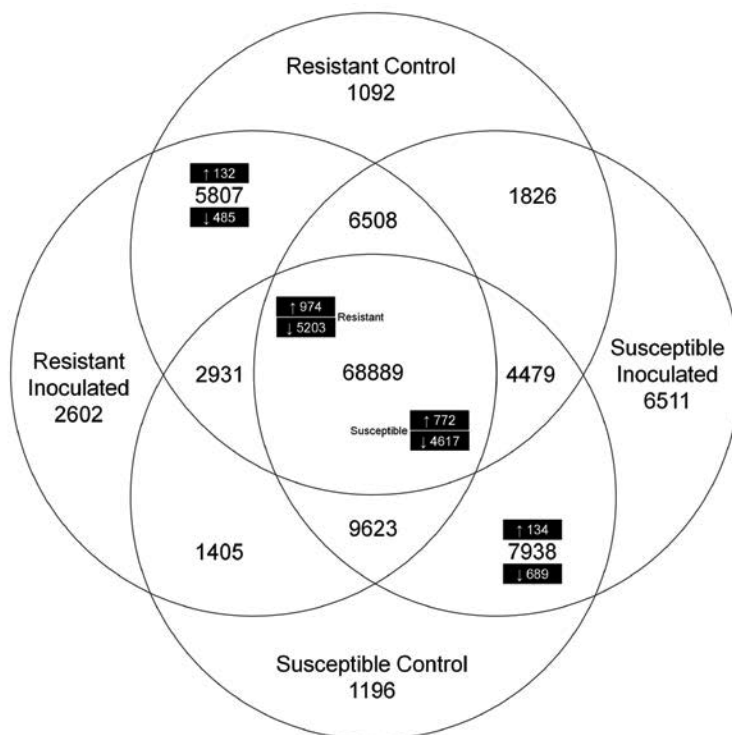 Resistant Control
1092
↑ 132
5807
↓ 485
6508
1826
↑ 974
↓ 5203
Resistant
Resistant
Inoculated
2602
2931
68889
4479
Susceptible
Inoculated
6511
Susceptible
↑ 772
↓ 4617
1405
9623
↑ 134
7938
↓ 689
Susceptible Control
1196